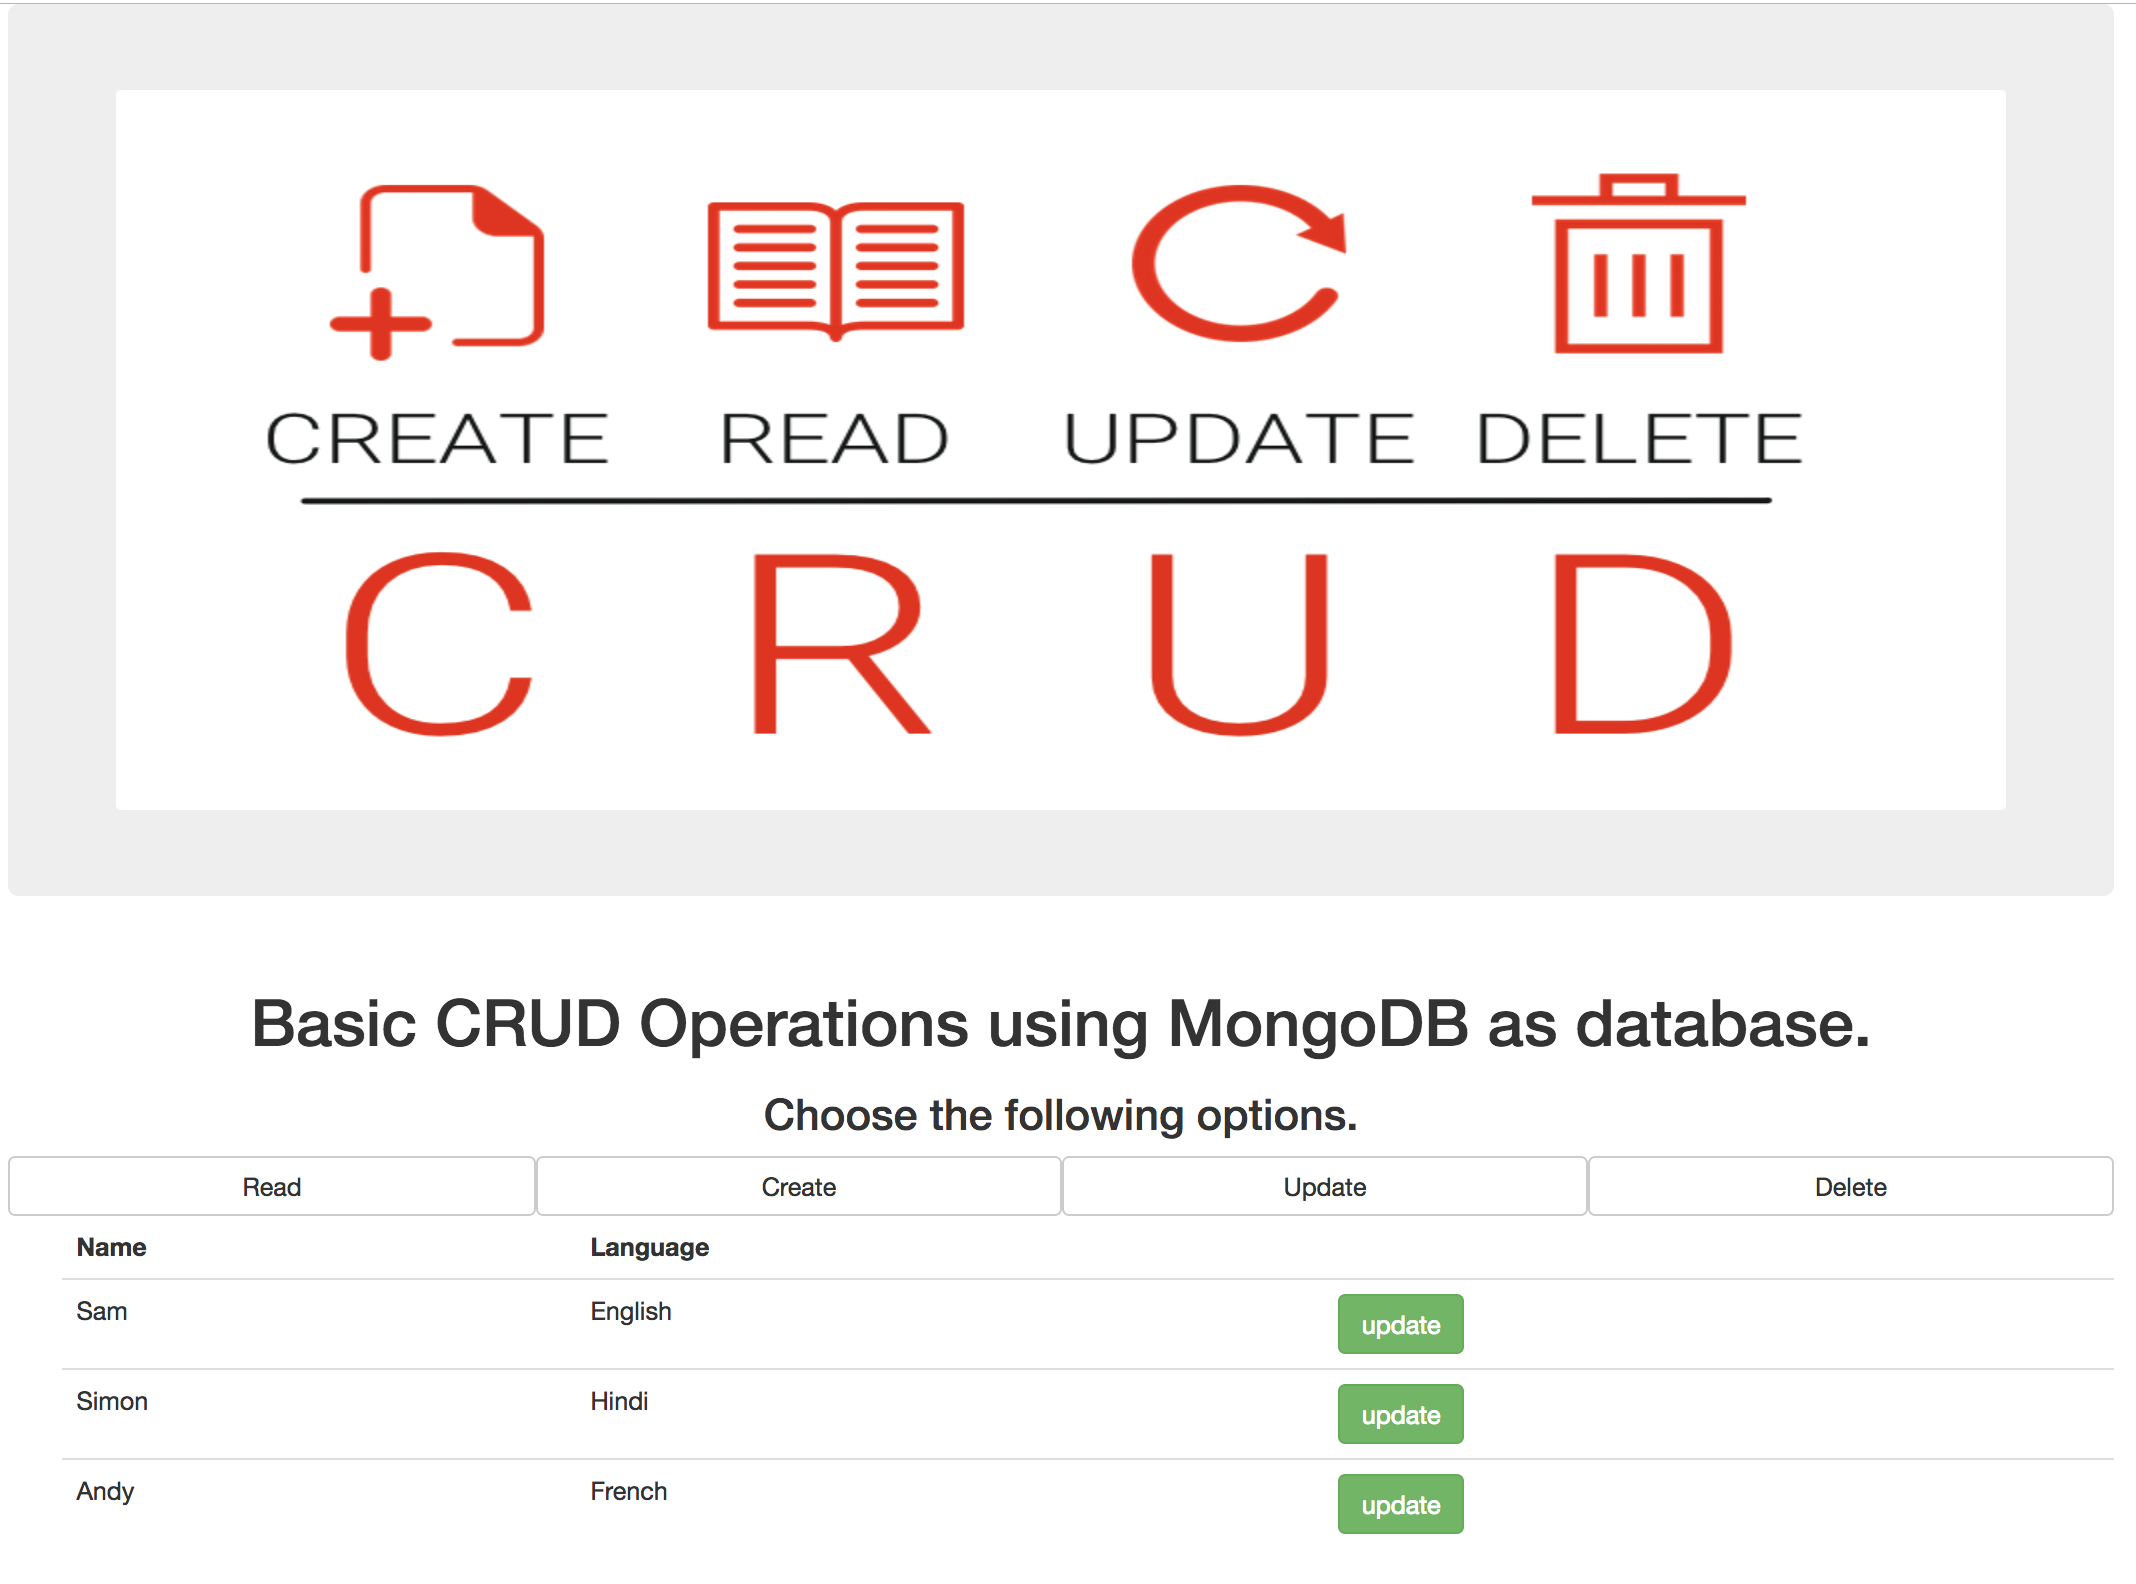 CREATE READ UPDATE DELETE
C R U D
Basic CRUD Operations using MongoDB as database.
Choose the following options.
Read Create Update Delete
Name Language
Sam English update
Simon Hindi update
Andy French update